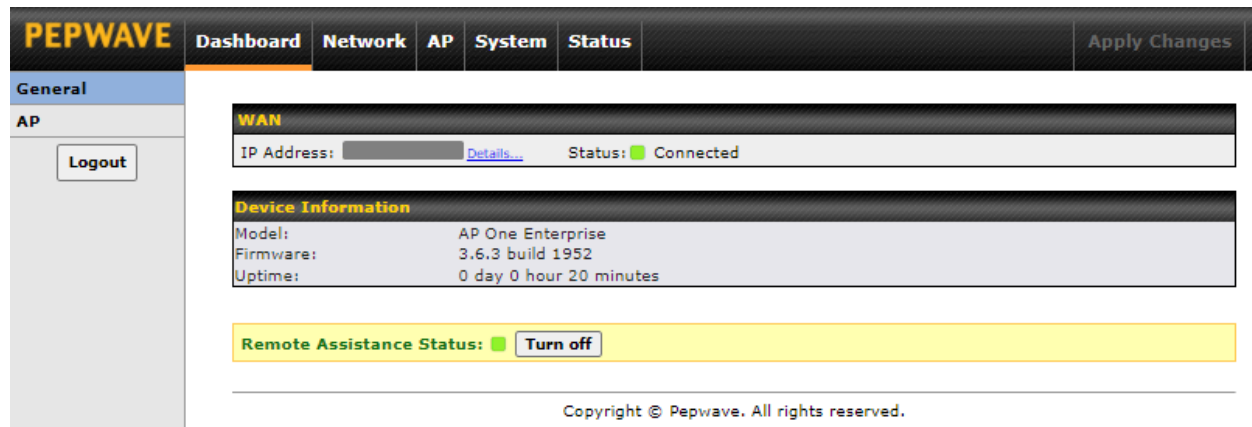 PEPWAVE Dashboard Network AP System Status Apply Changes
General
AP
Logout
WAN
IP Address: Details... Status: Connected
Device Information
Model: AP One Enterprise
Firmware: 3.6.3 build 1952
Uptime: 0 day 0 hour 20 minutes
Remote Assistance Status: Turn off
Copyright © Pepwave. All rights reserved.